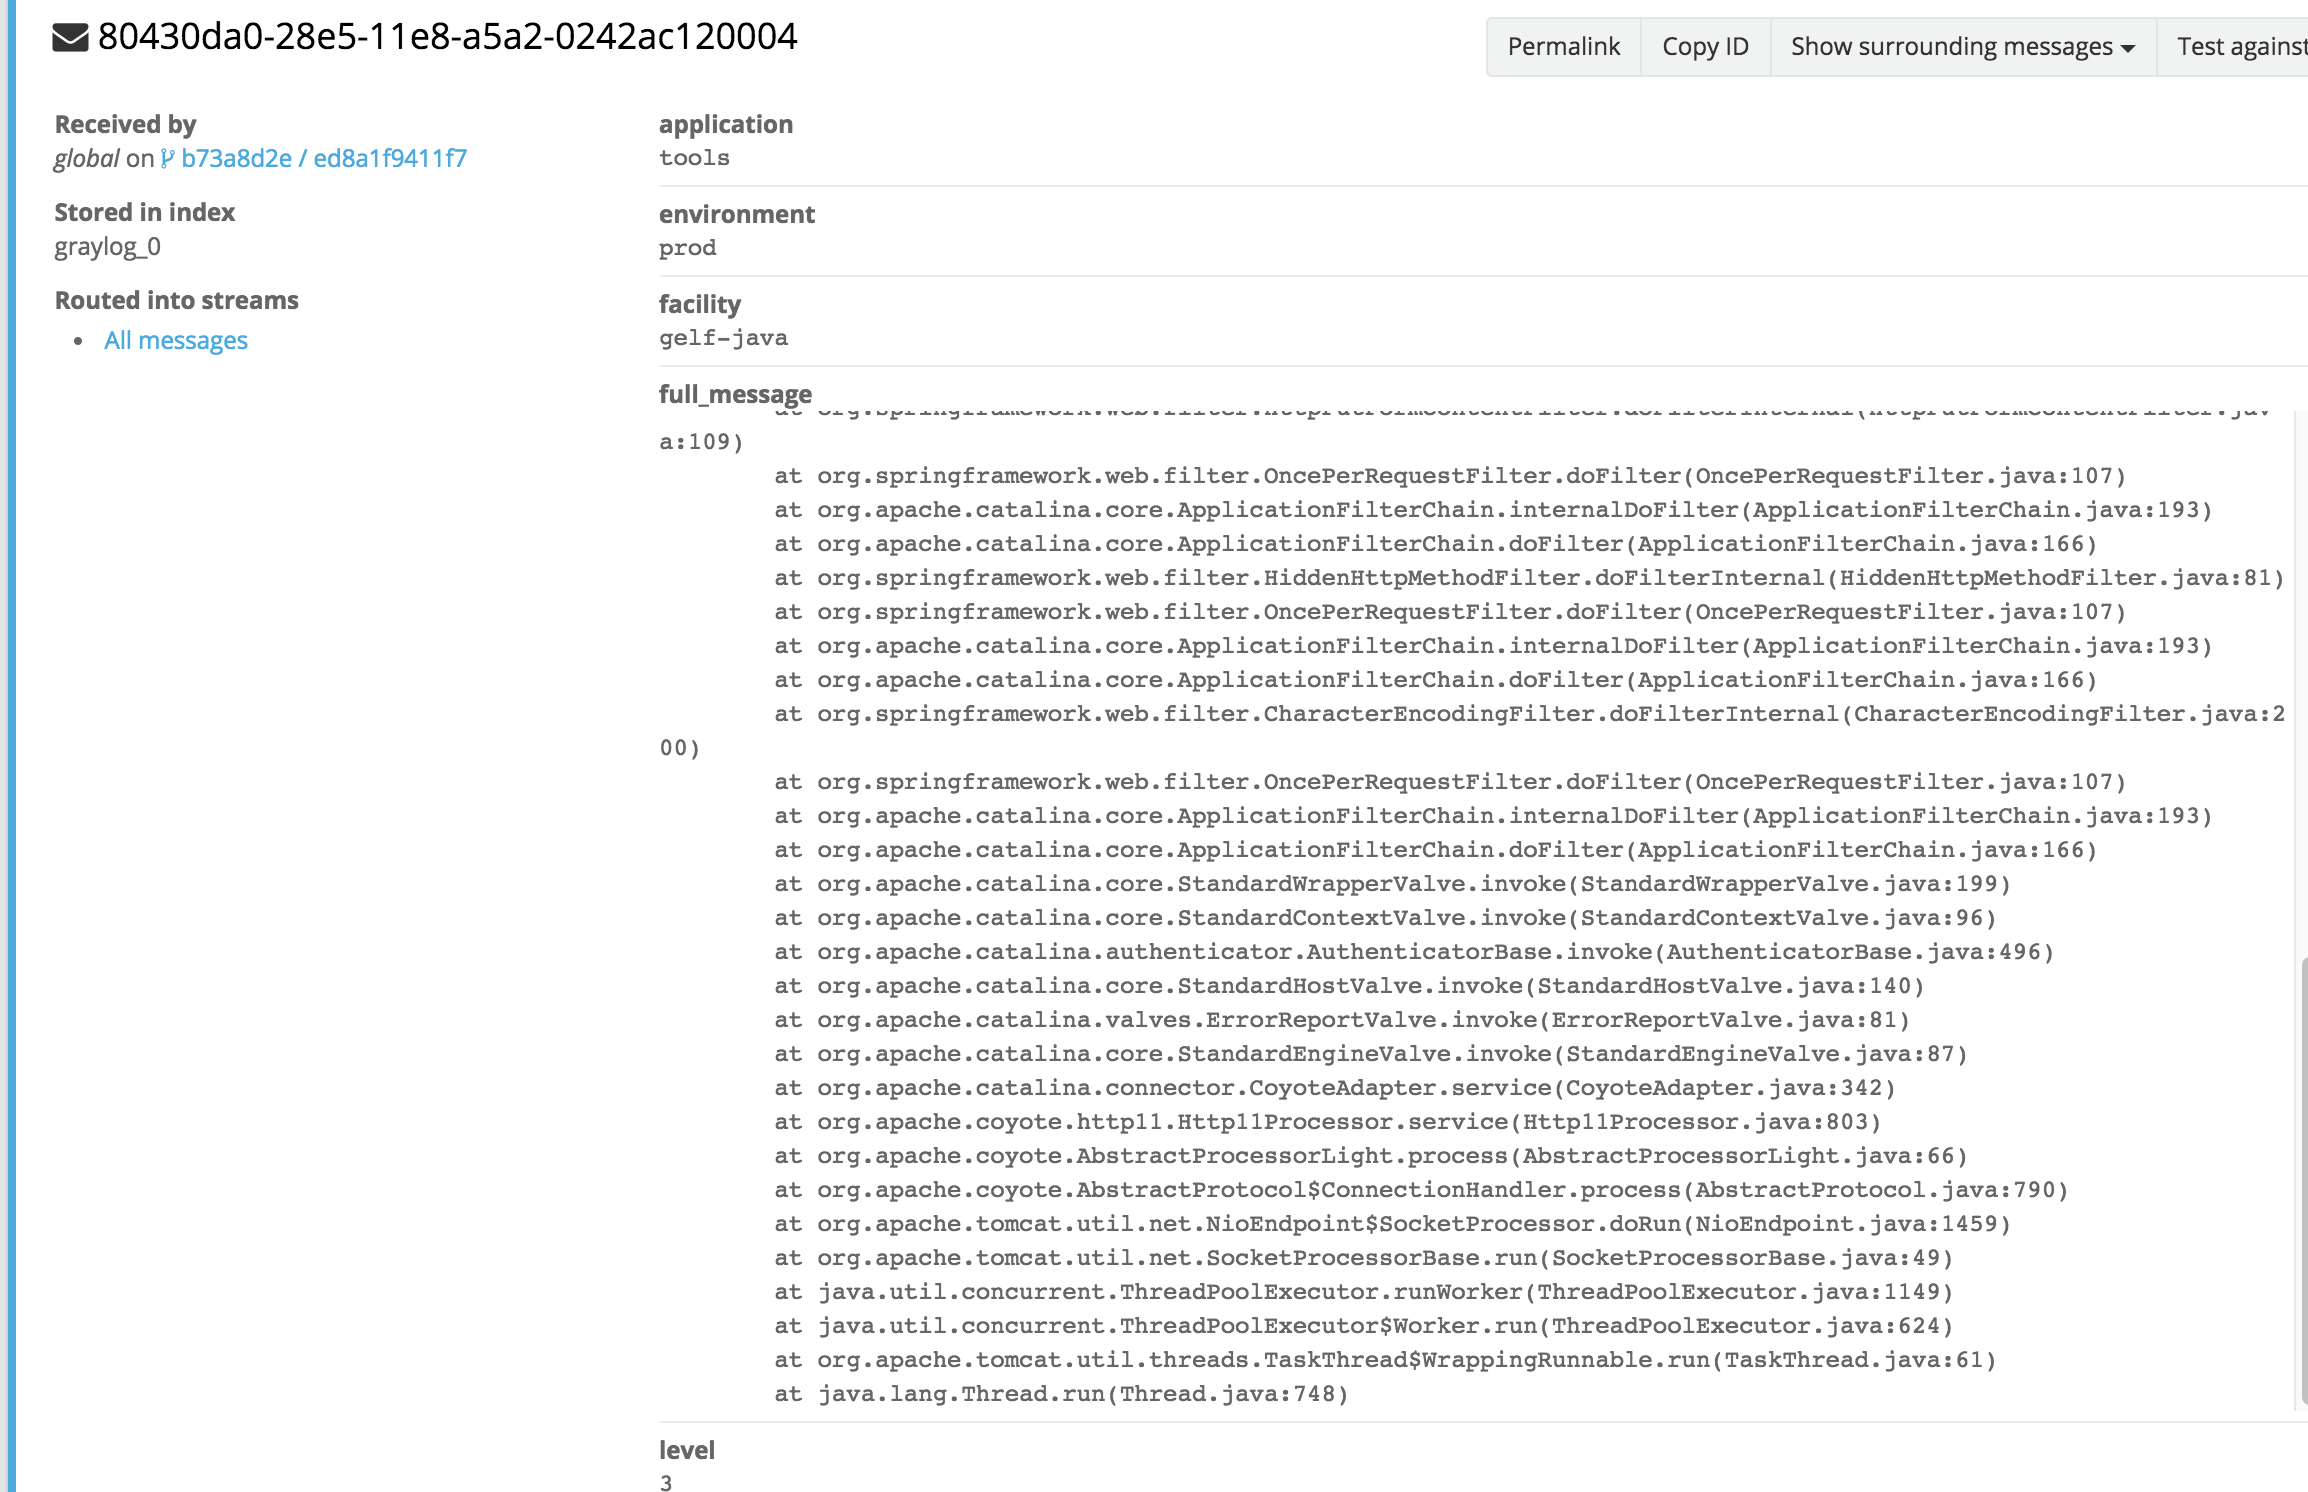 80430da0-28e5-11e8-a5a2-0242ac120004
Permalink
Copy ID
Show surrounding messages
Test against
Received by
global on b73a8d2e / ed8a1f9411f7
Stored in index
graylog_0
Routed into streams
All messages
application
tools
environment
prod
facility
gelf-java
full_message
at org.springframework.web.filter.HttpPutFormContentFilter.doFilterInternal(HttpPutFormContentFilter.jav
a:109)
at org.springframework.web.filter.OncePerRequestFilter.doFilter(OncePerRequestFilter.java:107)
at org.apache.catalina.core.ApplicationFilterChain.internalDoFilter(ApplicationFilterChain.java:193)
at org.apache.catalina.core.ApplicationFilterChain.doFilter(ApplicationFilterChain.java:166)
at org.springframework.web.filter.HiddenHttpMethodFilter.doFilterInternal(HiddenHttpMethodFilter.java:81)
at org.springframework.web.filter.OncePerRequestFilter.doFilter(OncePerRequestFilter.java:107)
at org.apache.catalina.core.ApplicationFilterChain.internalDoFilter(ApplicationFilterChain.java:193)
at org.apache.catalina.core.ApplicationFilterChain.doFilter(ApplicationFilterChain.java:166)
at org.springframework.web.filter.CharacterEncodingFilter.doFilterInternal(CharacterEncodingFilter.java:2
00)
at org.springframework.web.filter.OncePerRequestFilter.doFilter(OncePerRequestFilter.java:107)
at org.apache.catalina.core.ApplicationFilterChain.internalDoFilter(ApplicationFilterChain.java:193)
at org.apache.catalina.core.ApplicationFilterChain.doFilter(ApplicationFilterChain.java:166)
at org.apache.catalina.core.StandardWrapperValve.invoke(StandardWrapperValve.java:199)
at org.apache.catalina.core.StandardContextValve.invoke(StandardContextValve.java:96)
at org.apache.catalina.authenticator.AuthenticatorBase.invoke(AuthenticatorBase.java:496)
at org.apache.catalina.core.StandardHostValve.invoke(StandardHostValve.java:140)
at org.apache.catalina.valves.ErrorReportValve.invoke(ErrorReportValve.java:81)
at org.apache.catalina.core.StandardEngineValve.invoke(StandardEngineValve.java:87)
at org.apache.catalina.connector.CoyoteAdapter.service(CoyoteAdapter.java:342)
at org.apache.coyote.http11.Http11Processor.service(Http11Processor.java:803)
at org.apache.coyote.AbstractProcessorLight.process(AbstractProcessorLight.java:66)
at org.apache.coyote.AbstractProtocol$ConnectionHandler.process(AbstractProtocol.java:790)
at org.apache.tomcat.util.net.NioEndpoint$SocketProcessor.doRun(NioEndpoint.java:1459)
at org.apache.tomcat.util.net.SocketProcessorBase.run(SocketProcessorBase.java:49)
at java.util.concurrent.ThreadPoolExecutor.runWorker(ThreadPoolExecutor.java:1149)
at java.util.concurrent.ThreadPoolExecutor$Worker.run(ThreadPoolExecutor.java:624)
at org.apache.tomcat.util.threads.TaskThread$WrappingRunnable.run(TaskThread.java:61)
at java.lang.Thread.run(Thread.java:748)
level
3